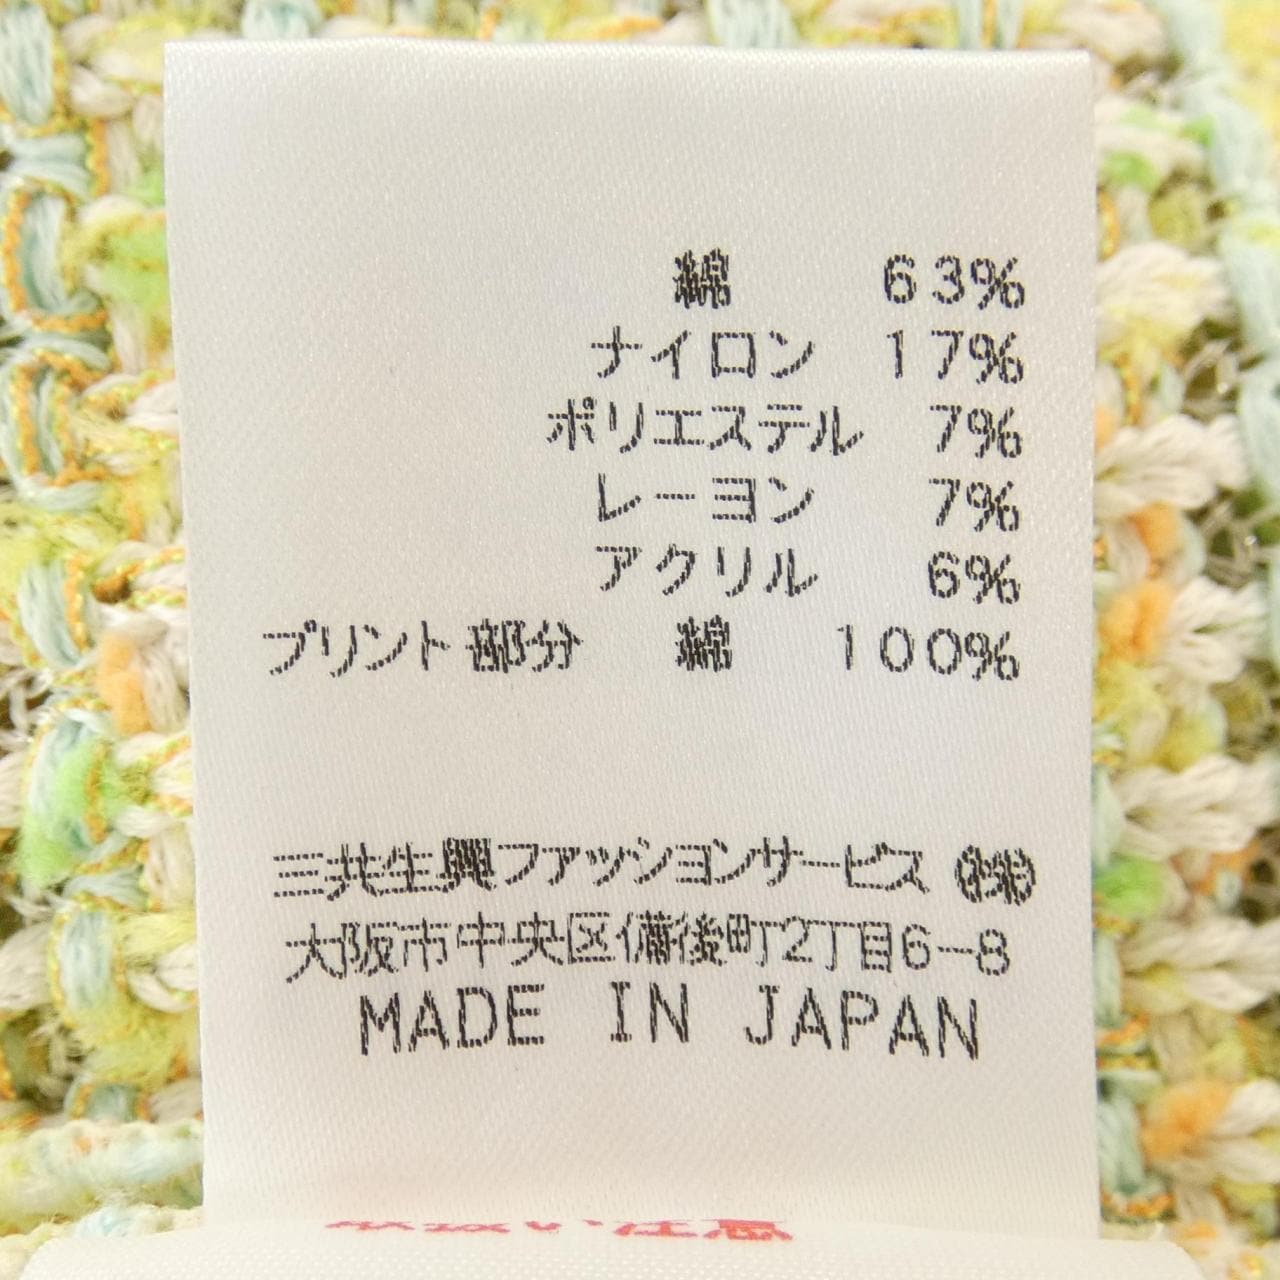 綿 63%
ナイロン 17%
ポリエステル 7%
レーヨン 7%
アクリル 6%
プリント部分 綿 100%
三共生興ファッションサービス ㈱
大阪市中央区備後町2丁目6-8
MADE IN JAPAN